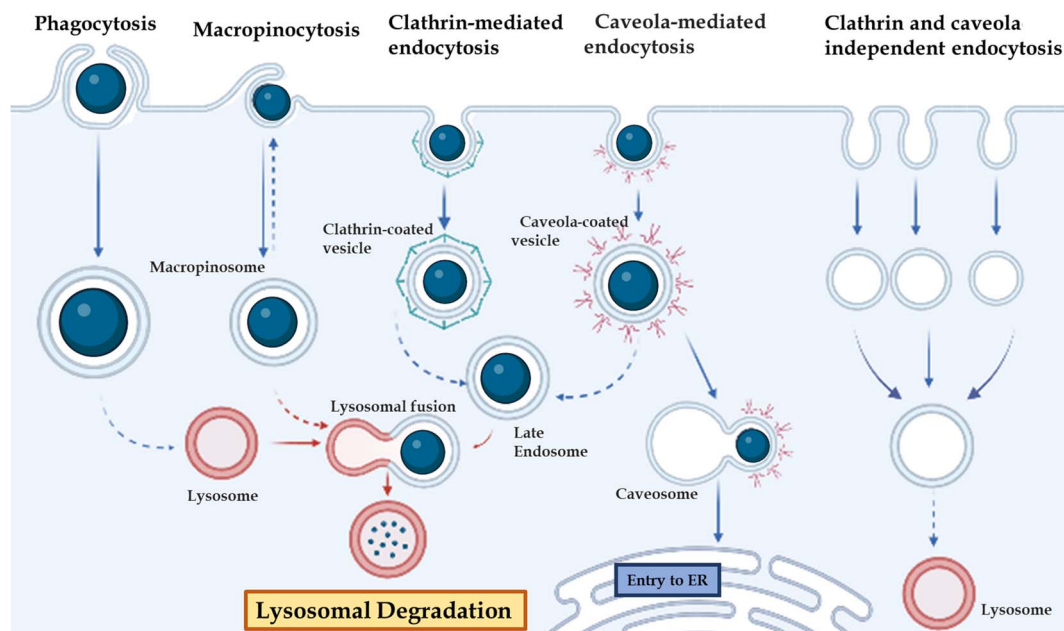 Phagocytosis
Macropinocytosis
Clathrin-mediated
endocytosis
Caveola-mediated
endocytosis
Clathrin and caveola
independent endocytosis
Clathrin-coated
vesicle
Caveola-coated
vesicle
Macropinosome
Lysosomal fusion
Late
Endosome
Lysosome
Caveosome
Entry to ER
Lysosomal Degradation
Lysosome